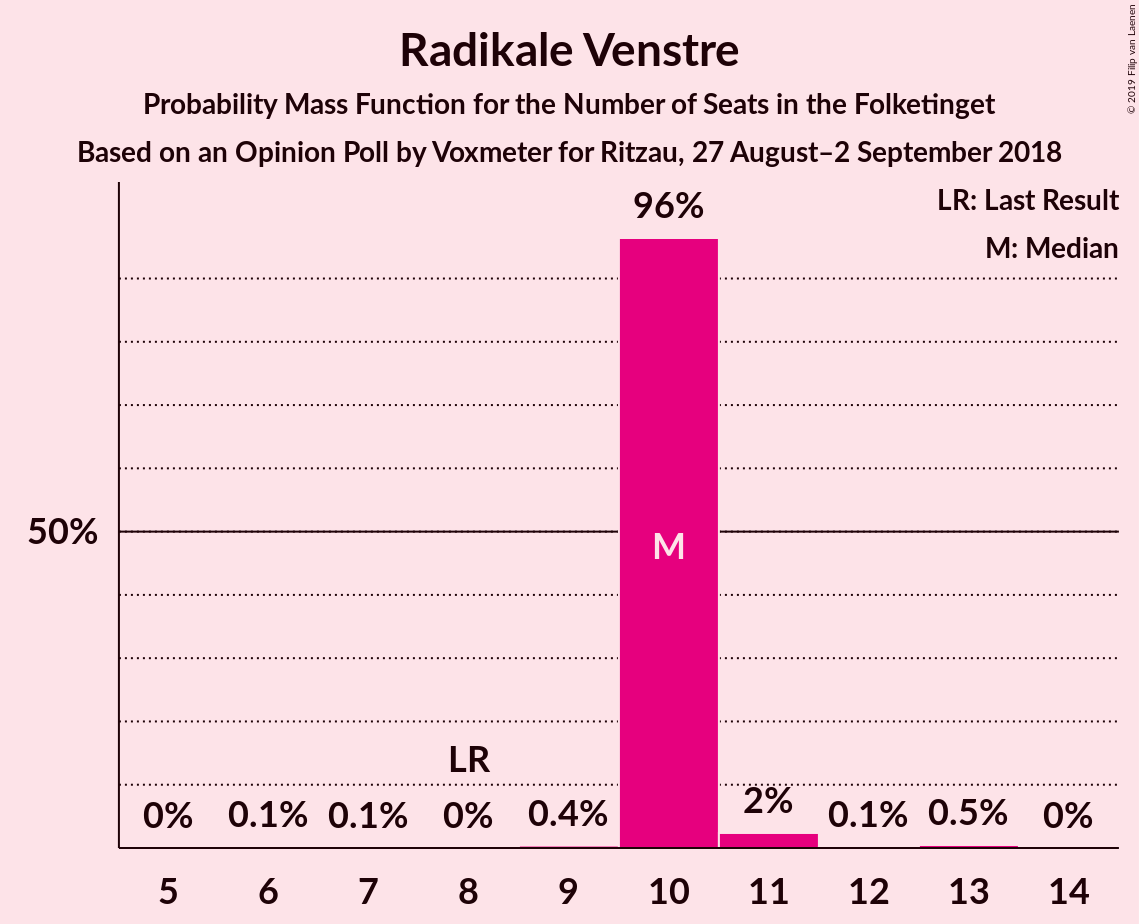 Radikale Venstre
Probability Mass Function for the Number of Seats in the Folketinget
Based on an Opinion Poll by Voxmeter for Ritzau, 27 August–2 September 2018
© 2019 Filip van Laenen
LR: Last Result
M: Median
96%
50%
M
LR
0%
0.1%
0.1%
0%
0.4%
2%
0.1%
0.5%
0%
5
6
7
8
9
10
11
12
13
14